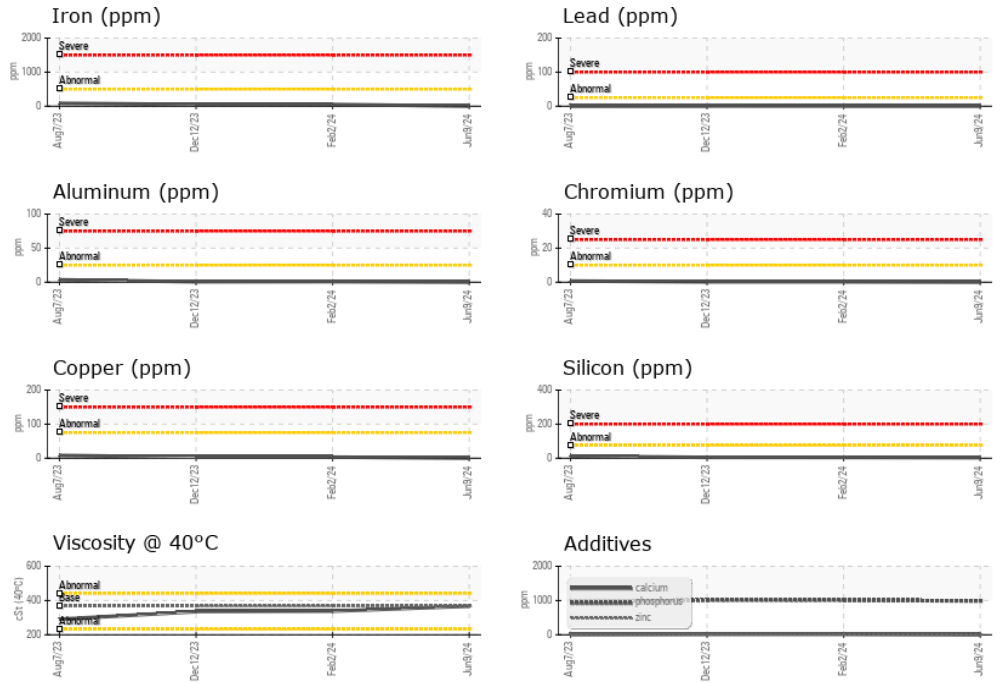 Iron (ppm)
2000
1000
0
ppm
Severe
Abnormal
Aug7/23
Dec12/23
Feb2/24
Jun9/24
Lead (ppm)
200
100
0
ppm
Severe
Abnormal
Aug7/23
Dec12/23
Feb2/24
Jun9/24
Aluminum (ppm)
100
50
0
ppm
Severe
Abnormal
Aug7/23
Dec12/23
Feb2/24
Jun9/24
Chromium (ppm)
40
20
0
ppm
Severe
Abnormal
Aug7/23
Dec12/23
Feb2/24
Jun9/24
Copper (ppm)
200
100
0
ppm
Severe
Abnormal
Aug7/23
Dec12/23
Feb2/24
Jun9/24
Silicon (ppm)
400
200
0
ppm
Severe
Abnormal
Aug7/23
Dec12/23
Feb2/24
Jun9/24
Viscosity @ 40°C
600
400
200
cSt (40°C)
Abnormal
Base
Abnormal
Aug7/23
Dec12/23
Feb2/24
Jun9/24
Additives
2000
1000
0
ppm
calcium
phosphorus
zinc
Aug7/23
Dec12/23
Feb2/24
Jun9/24